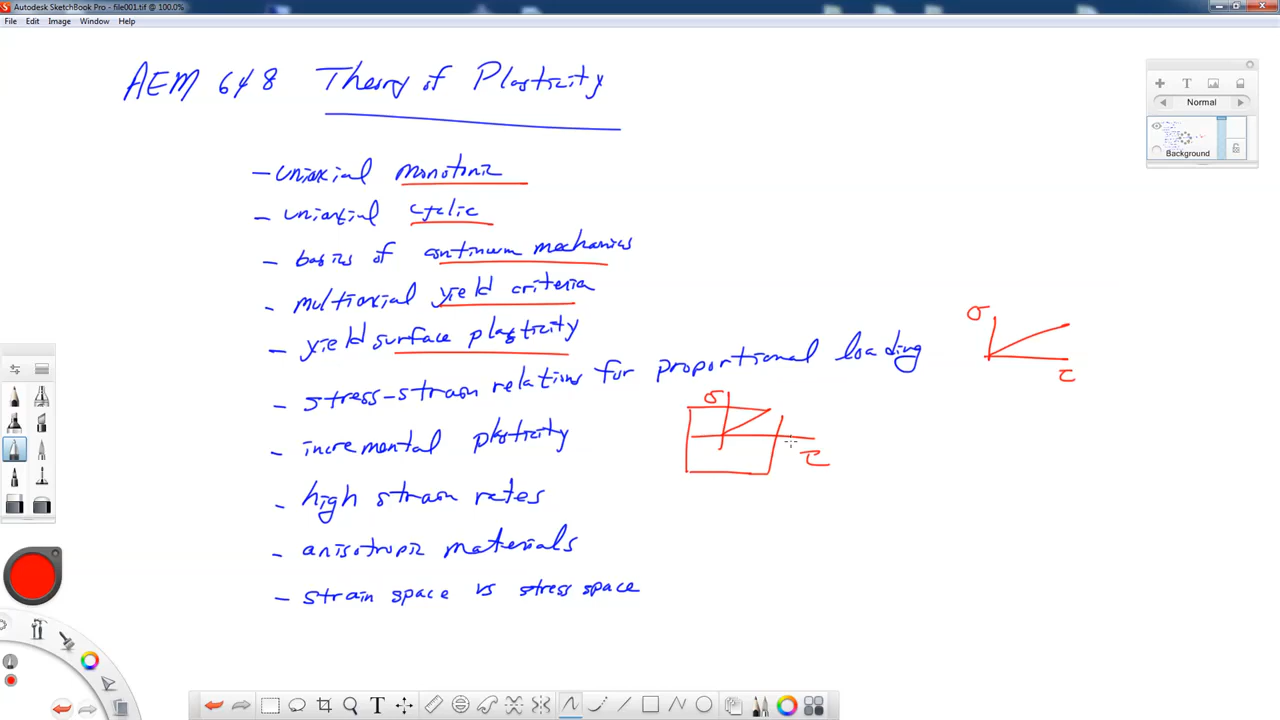 Autodesk SketchBook Pro - file001.tif @ 100.0%
File Edit Image Window Help
AEM 648 Theory of Plasticity
- uniaxial monotonic
- uniaxial cyclic
- basics of continuum mechanics
- multiaxial yield criteria
- yield surface plasticity
- stress-strain relations for proportional loading
- incremental plasticity
- high strain rates
- anisotropic materials
- strain space vs stress space
σ
τ
σ
τ
T
Normal
Background
T